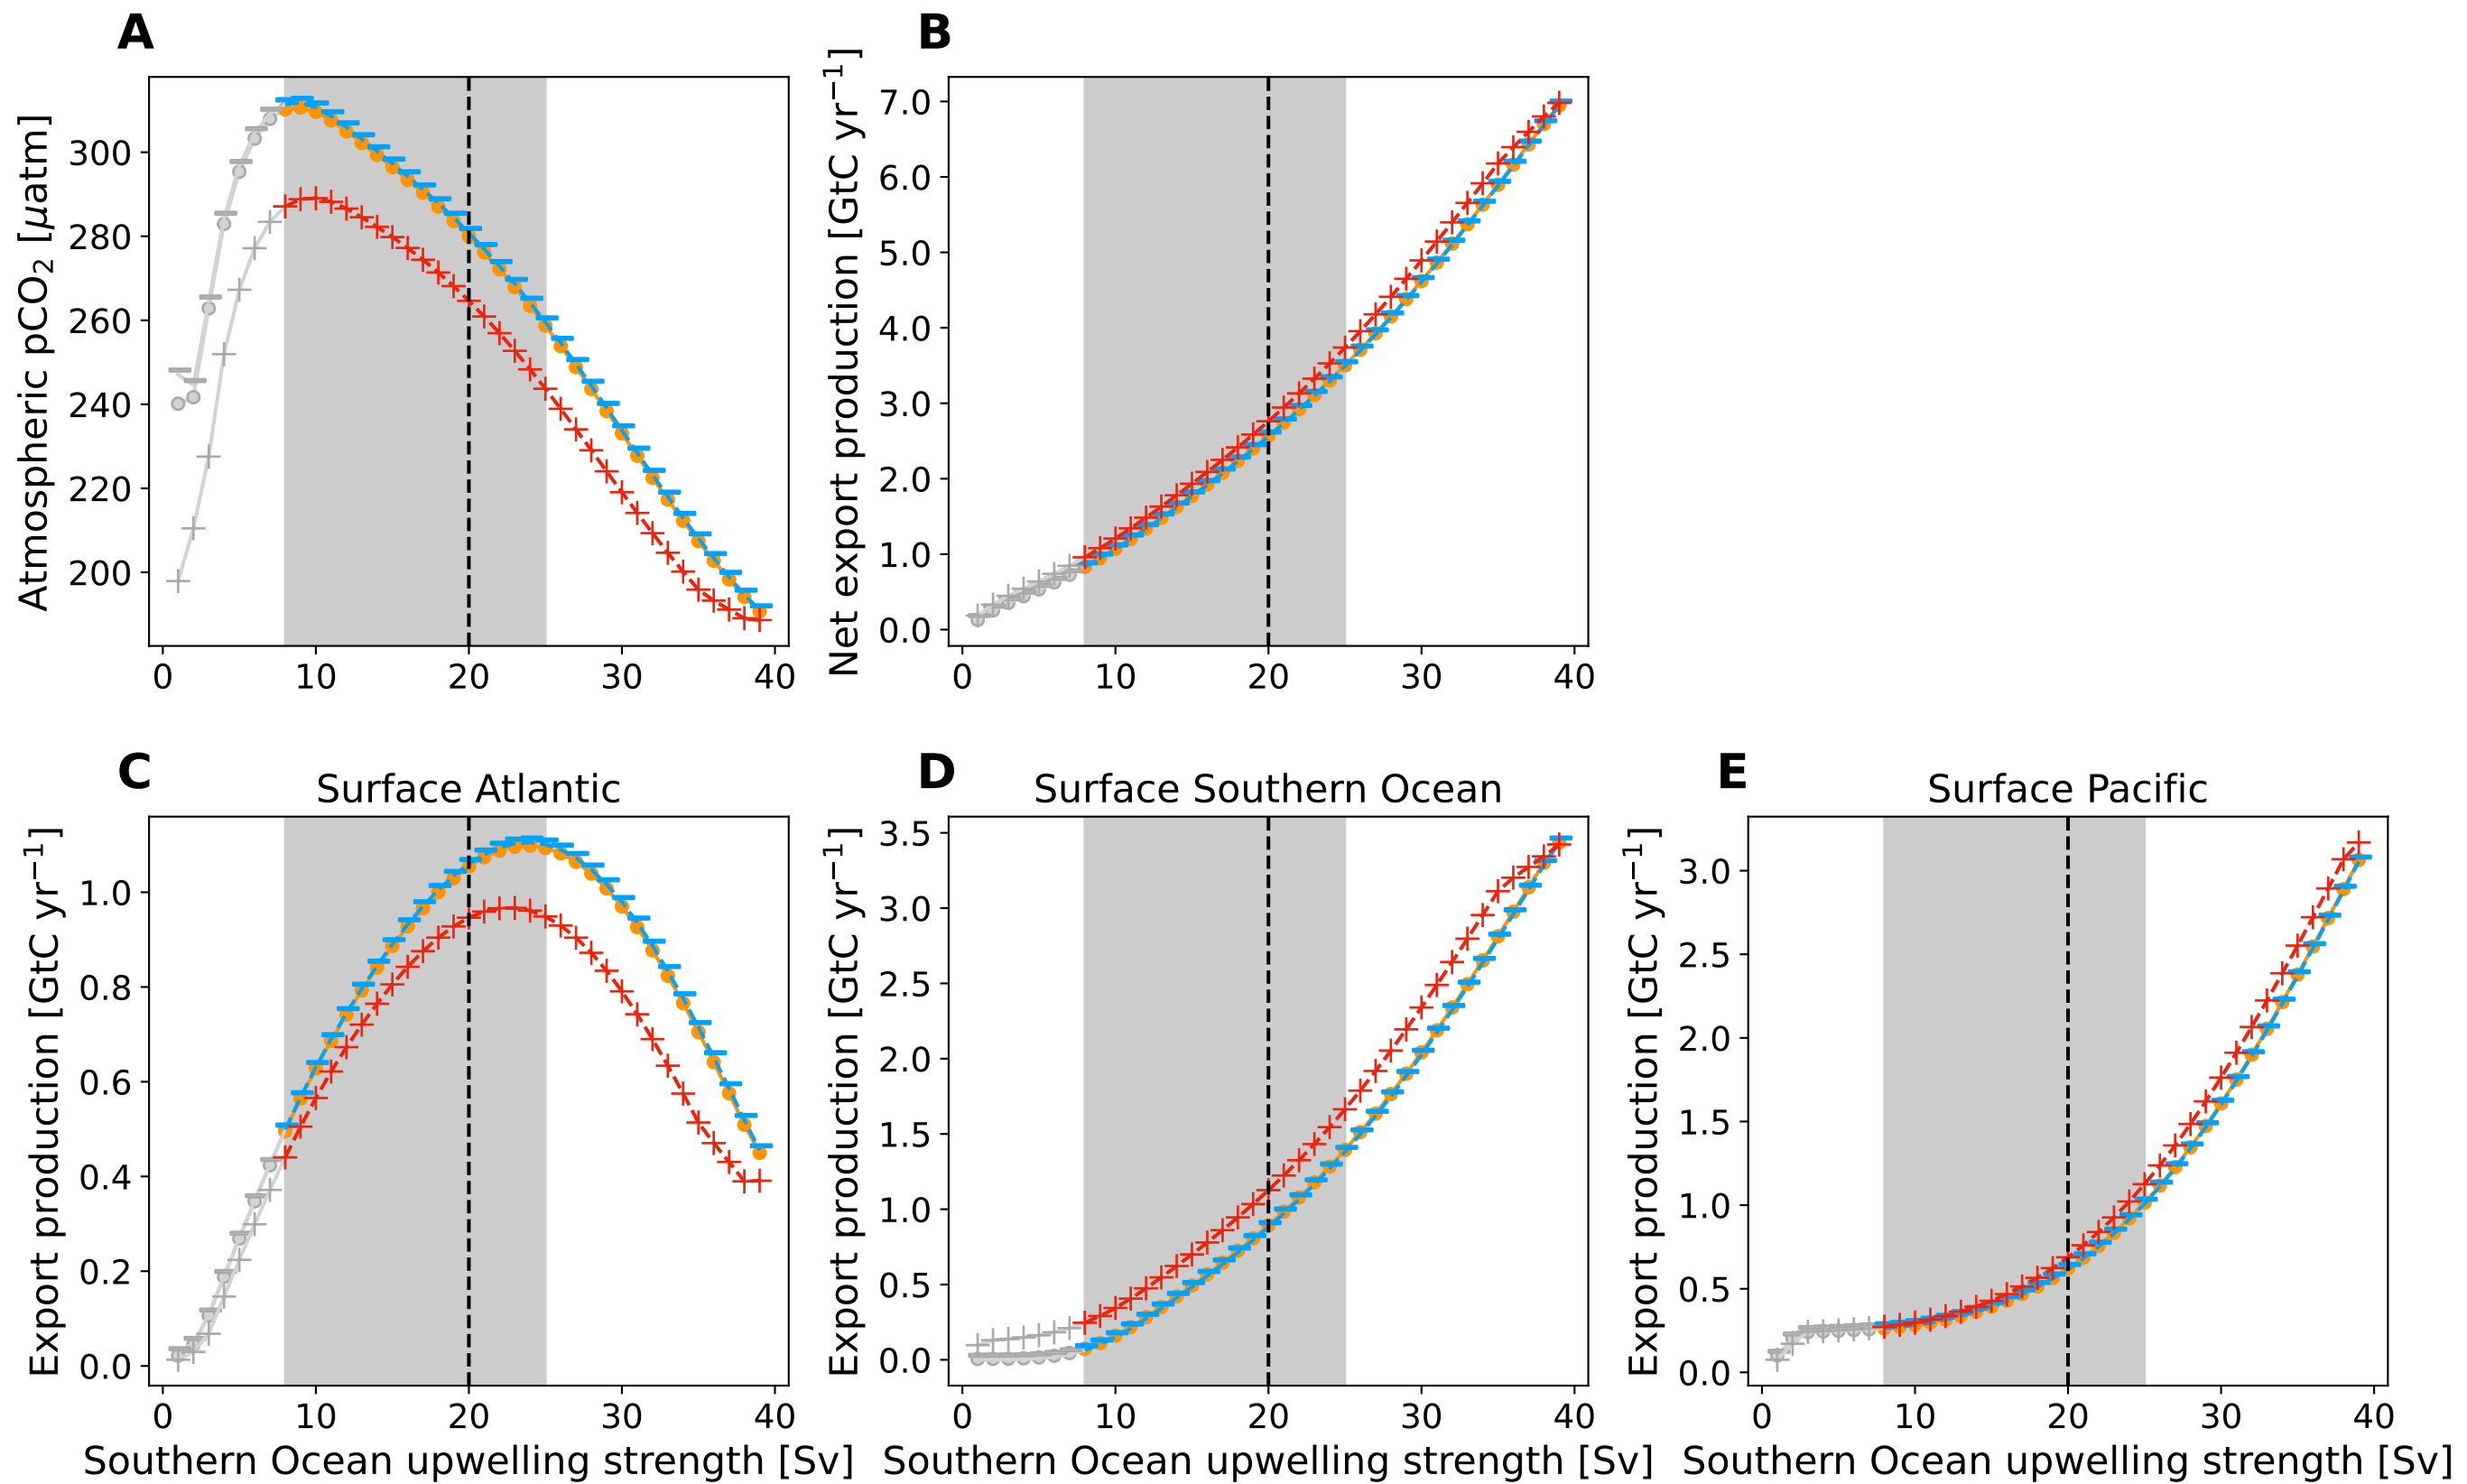 A
B
Atmospheric pCO₂ [μatm]
300
280
260
240
220
200
0 10 20 30 40
Net export production [GtC yr⁻¹]
7.0
6.0
5.0
4.0
3.0
2.0
1.0
0.0
0 10 20 30 40
C
Surface Atlantic
Export production [GtC yr⁻¹]
1.0
0.8
0.6
0.4
0.2
0.0
0 10 20 30 40
Southern Ocean upwelling strength [Sv]
D
Surface Southern Ocean
Export production [GtC yr⁻¹]
3.5
3.0
2.5
2.0
1.5
1.0
0.5
0.0
0 10 20 30 40
Southern Ocean upwelling strength [Sv]
E
Surface Pacific
Export production [GtC yr⁻¹]
3.0
2.5
2.0
1.5
1.0
0.5
0.0
0 10 20 30 40
Southern Ocean upwelling strength [Sv]